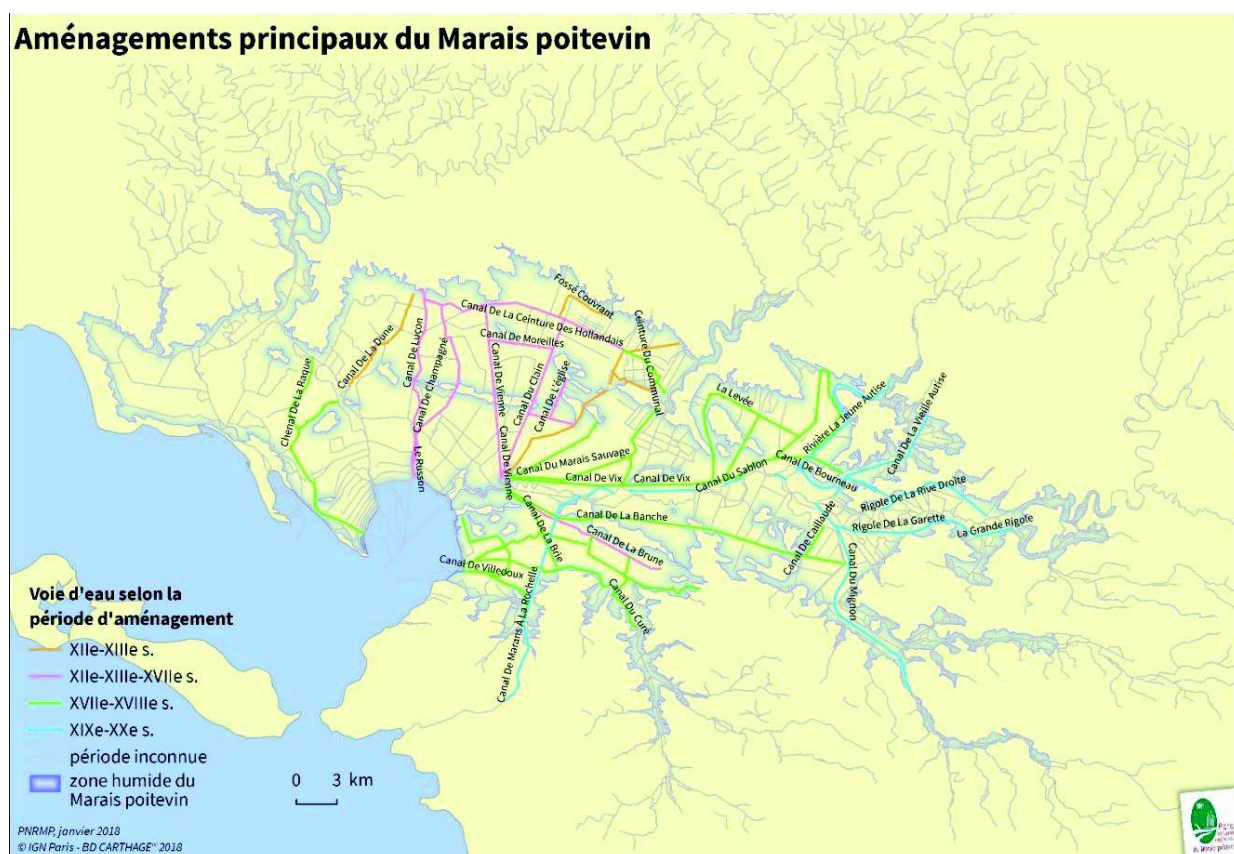 Aménagements principaux du Marais poitevin
Fossé Couvrant
Canal De La Ceinture Des Hollandais
Canal De La Dune
Canal De Luçon
Canal De Champagné
Canal De Moreilles
Ceinture Du Communal
Chenal De La Raque
Canal De Vienne
Canal Du Clain
Canal De L'église
La Levée
Rivière La Jeune Autise
Canal De La Vieille Autise
Le Russon
Canal De Vienne
Canal Du Marais Sauvage
Canal De Vix
Canal De Vix
Canal Du Sablon
Canal De Bourneau
Rigole De La Rive Droite
Canal De La Banche
Canal De La Brie
Canal De La Brune
Canal De Caillaude
Rigole De La Garette
La Grande Rigole
Canal De Villedoux
Canal Du Curé
Canal Du Mignon
Canal De Marans À La Rochelle
Voie d'eau selon la
période d'aménagement
XIIe-XIIIe s.
XIIe-XIIIe-XVIIe s.
XVIIe-XVIIIe s.
XIXe-XXe s.
période inconnue
zone humide du
Marais poitevin
0 3 km
PNRMP, janvier 2018
© IGN Paris - BD CARTHAGE 2018
du Marais poitevin